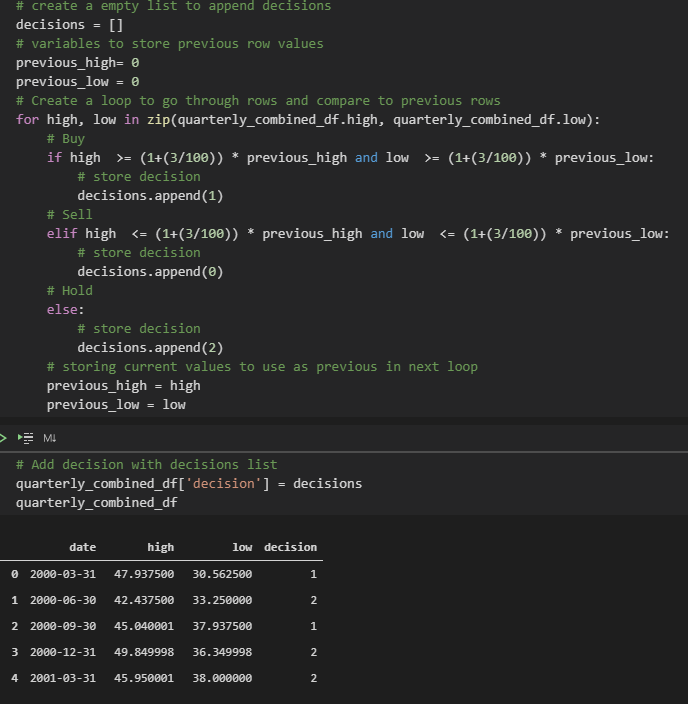 # create a empty list to append decisions
decisions = []
# variables to store previous row values
previous_high= 0
previous_low = 0
# Create a loop to go through rows and compare to previous rows
for high, low in zip(quarterly_combined_df.high, quarterly_combined_df.low):
    # Buy
    if high  >= (1+(3/100)) * previous_high and low  >= (1+(3/100)) * previous_low:
        # store decision
        decisions.append(1)
    # Sell
    elif high  <= (1+(3/100)) * previous_high and low  <= (1+(3/100)) * previous_low:
        # store decision
        decisions.append(0)
    # Hold
    else:
        # store decision
        decisions.append(2)
    # storing current values to use as previous in next loop
    previous_high = high
    previous_low = low
M↓
# Add decision with decisions list
quarterly_combined_df['decision'] = decisions
quarterly_combined_df
date high low decision
0 2000-03-31 47.937500 30.562500 1
1 2000-06-30 42.437500 33.250000 2
2 2000-09-30 45.040001 37.937500 1
3 2000-12-31 49.849998 36.349998 2
4 2001-03-31 45.950001 38.000000 2